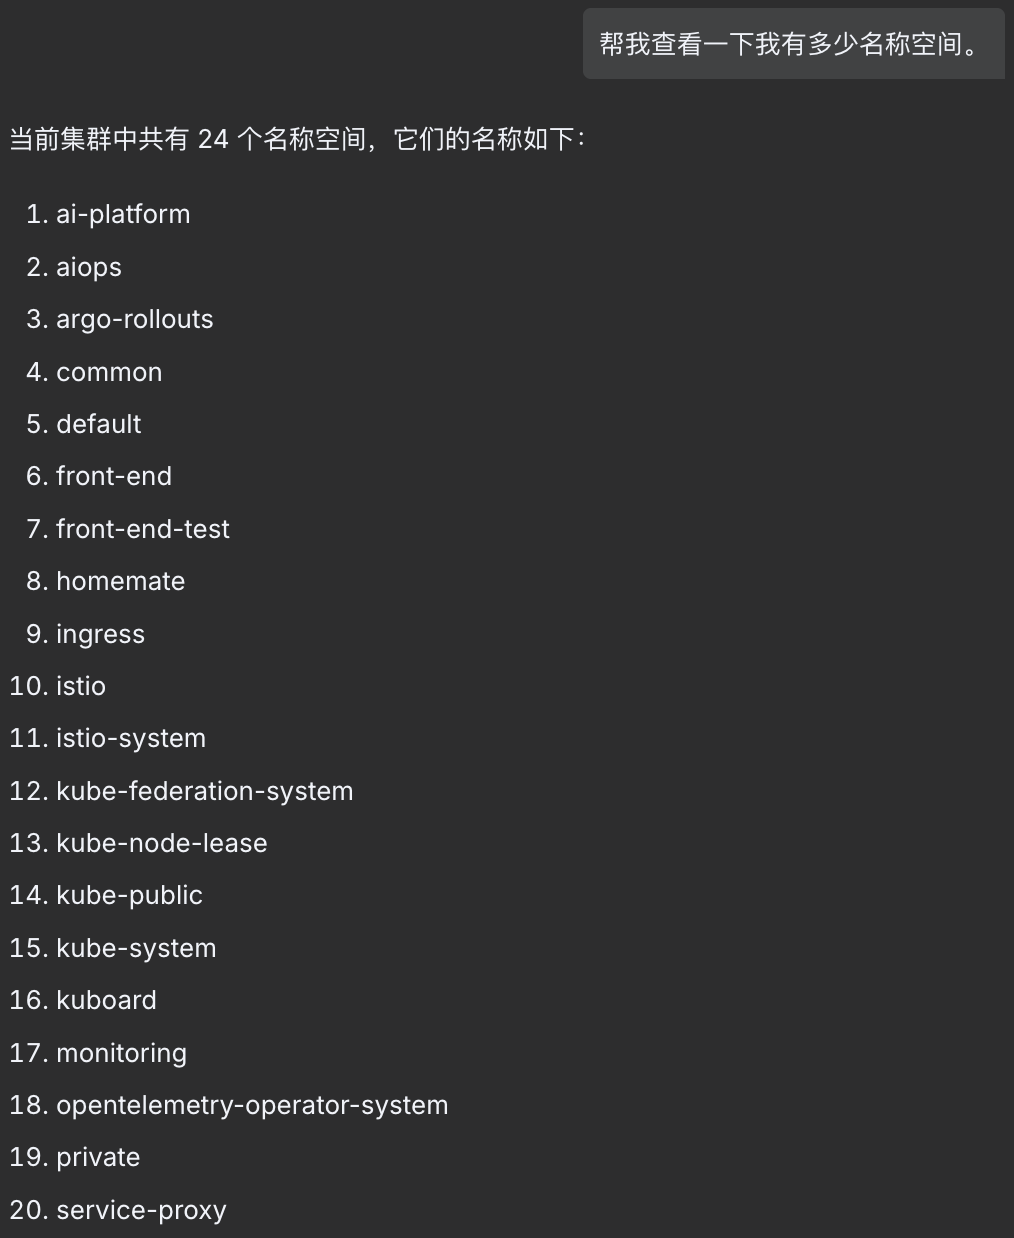 帮我查看一下我有多少名称空间。
当前集群中共有 24 个名称空间，它们的名称如下：
1. ai-platform
2. aiops
3. argo-rollouts
4. common
5. default
6. front-end
7. front-end-test
8. homemate
9. ingress
10. istio
11. istio-system
12. kube-federation-system
13. kube-node-lease
14. kube-public
15. kube-system
16. kuboard
17. monitoring
18. opentelemetry-operator-system
19. private
20. service-proxy